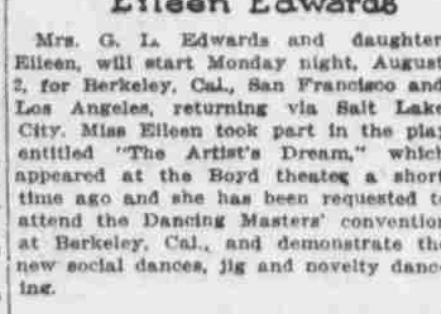 Eileen Edwards
Mrs. G. L. Edwards and daughter
Eileen, will start Monday night, August
2, for Berkeley, Cal., San Francisco and
Los Angeles, returning via Salt Lake
City. Miss Eileen took part in the play
entitled "The Artist's Dream," which
appeared at the Boyd theater a short
time ago and she has been requested to
attend the Dancing Masters' convention
at Berkeley, Cal., and demonstrate the
new social dances, jig and novelty danc-
ing.